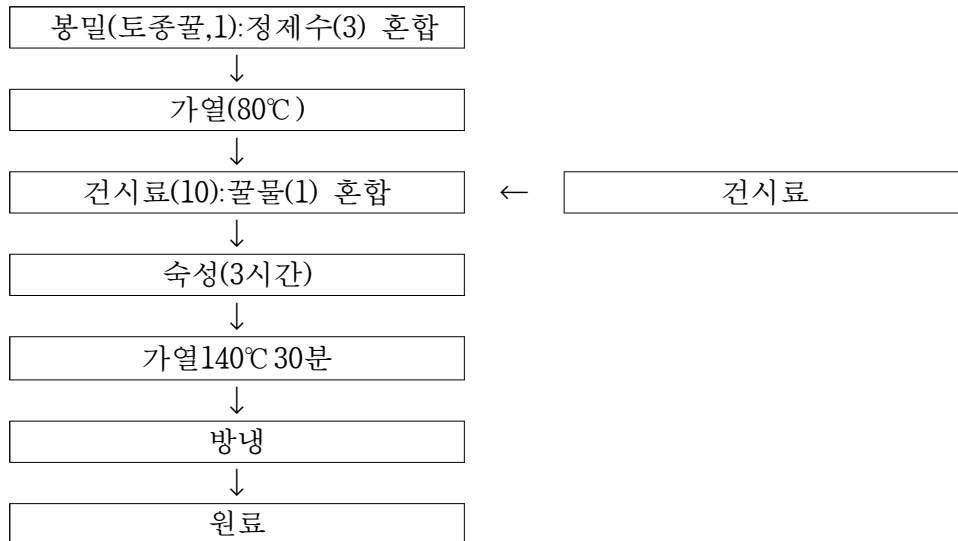 봉밀(토종꿀,1):정제수(3) 혼합
↓
가열(80℃)
↓
건시료(10):꿀물(1) 혼합 ← 건시료
↓
숙성(3시간)
↓
가열140℃ 30분
↓
방냉
↓
원료